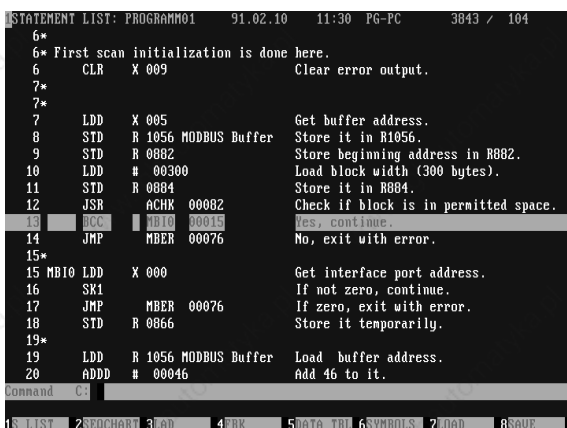 STATEMENT LIST: PROGRAMM01 91.02.10 11:30 PG-PC 3843 / 104
6*
6* First scan initialization is done here.
6 CLR X 009 Clear error output.
7*
7*
7 LDD X 005 Get buffer address.
8 STD R 1056 MODBUS Buffer Store it in R1056.
9 STD R 0882 Store beginning address in R882.
10 LDD # 00300 Load block width (300 bytes).
11 STD R 0884 Store it in R884.
12 JSR ACHK 00082 Check if block is in permitted space.
13 BCC MBI0 00015 Yes, continue.
14 JMP MBER 00076 No, exit with error.
15*
15 MBI0 LDD X 000 Get interface port address.
16 SK1 If not zero, continue.
17 JMP MBER 00076 If zero, exit with error.
18 STD R 0866 Store it temporarily.
19*
19 LDD R 1056 MODBUS Buffer Load buffer address.
20 ADDD # 00046 Add 46 to it.
Command C:
1S LIST 2SEQCHART 3LAD 4FBK 5DATA TBL 6SYMBOLS 7LOAD 8SAVE